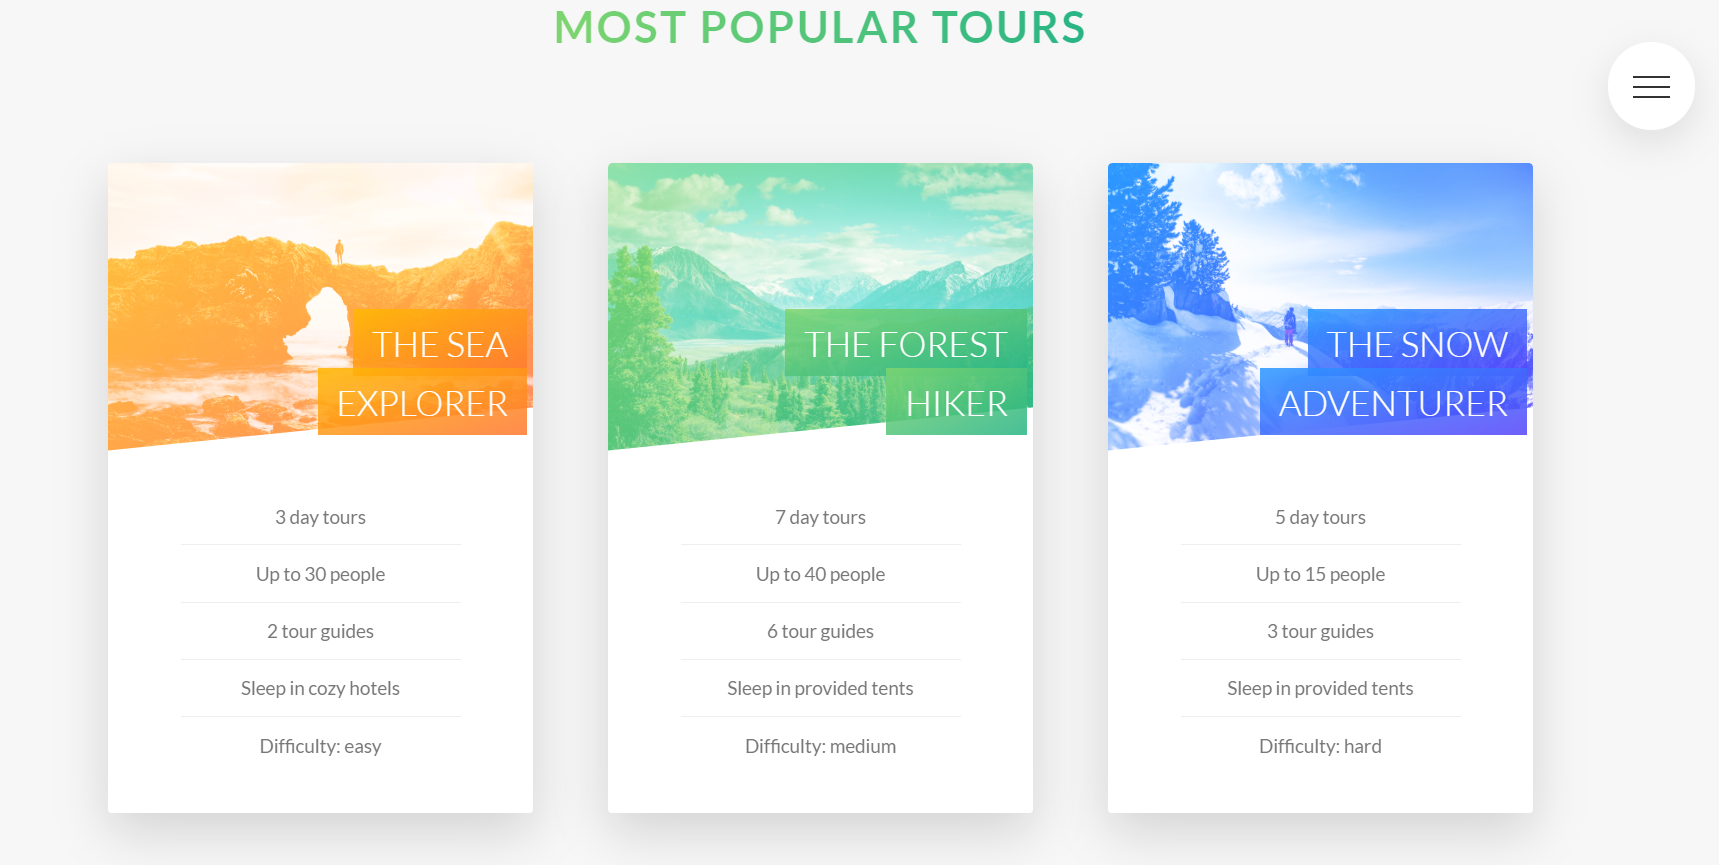 MOST POPULAR TOURS
THE SEA
EXPLORER
3 day tours
Up to 30 people
2 tour guides
Sleep in cozy hotels
Difficulty: easy
THE FOREST
HIKER
7 day tours
Up to 40 people
6 tour guides
Sleep in provided tents
Difficulty: medium
THE SNOW
ADVENTURER
5 day tours
Up to 15 people
3 tour guides
Sleep in provided tents
Difficulty: hard